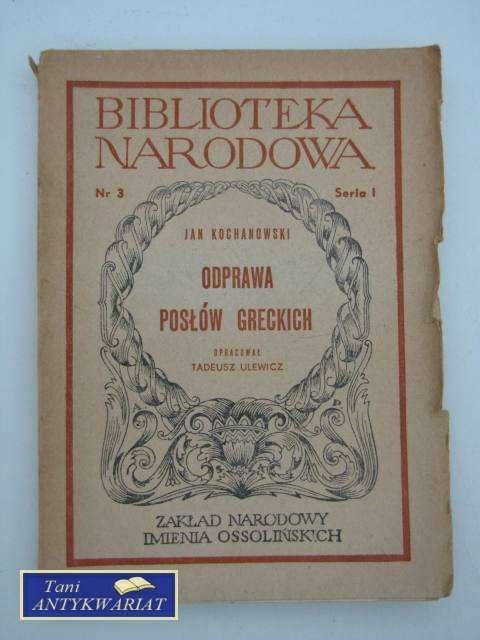 BIBLIOTEKA
NARODOWA
Nr 3 Seria I
JAN KOCHANOWSKI
ODPRAWA
POSŁÓW GRECKICH
OPRACOWAŁ
TADEUSZ ULEWICZ
ZAKŁAD NARODOWY
IMIENIA OSSOLIŃSKICH
Tani
ANTYKWARIAT